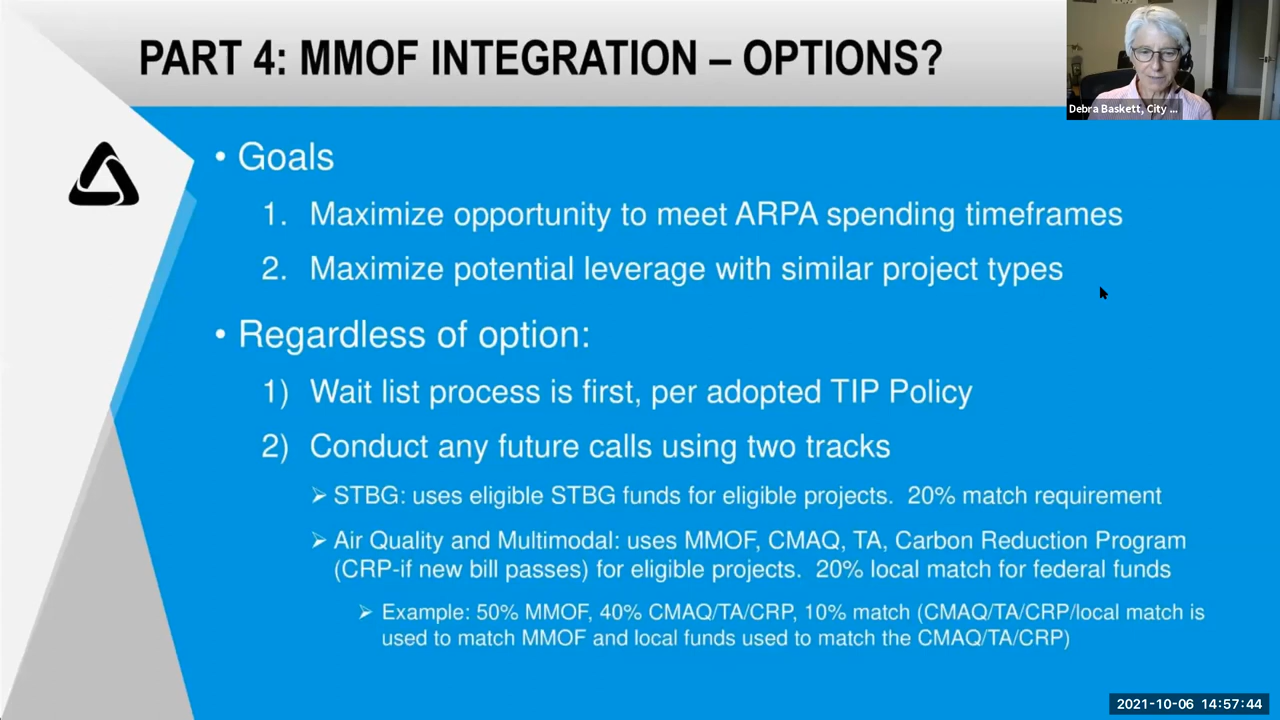 PART 4: MMOF INTEGRATION – OPTIONS?
Debra Baskett, City ...
• Goals
1. Maximize opportunity to meet ARPA spending timeframes
2. Maximize potential leverage with similar project types
• Regardless of option:
1) Wait list process is first, per adopted TIP Policy
2) Conduct any future calls using two tracks
➢ STBG: uses eligible STBG funds for eligible projects. 20% match requirement
➢ Air Quality and Multimodal: uses MMOF, CMAQ, TA, Carbon Reduction Program
(CRP-if new bill passes) for eligible projects. 20% local match for federal funds
➢ Example: 50% MMOF, 40% CMAQ/TA/CRP, 10% match (CMAQ/TA/CRP/local match is
used to match MMOF and local funds used to match the CMAQ/TA/CRP)
2021-10-06 14:57:44